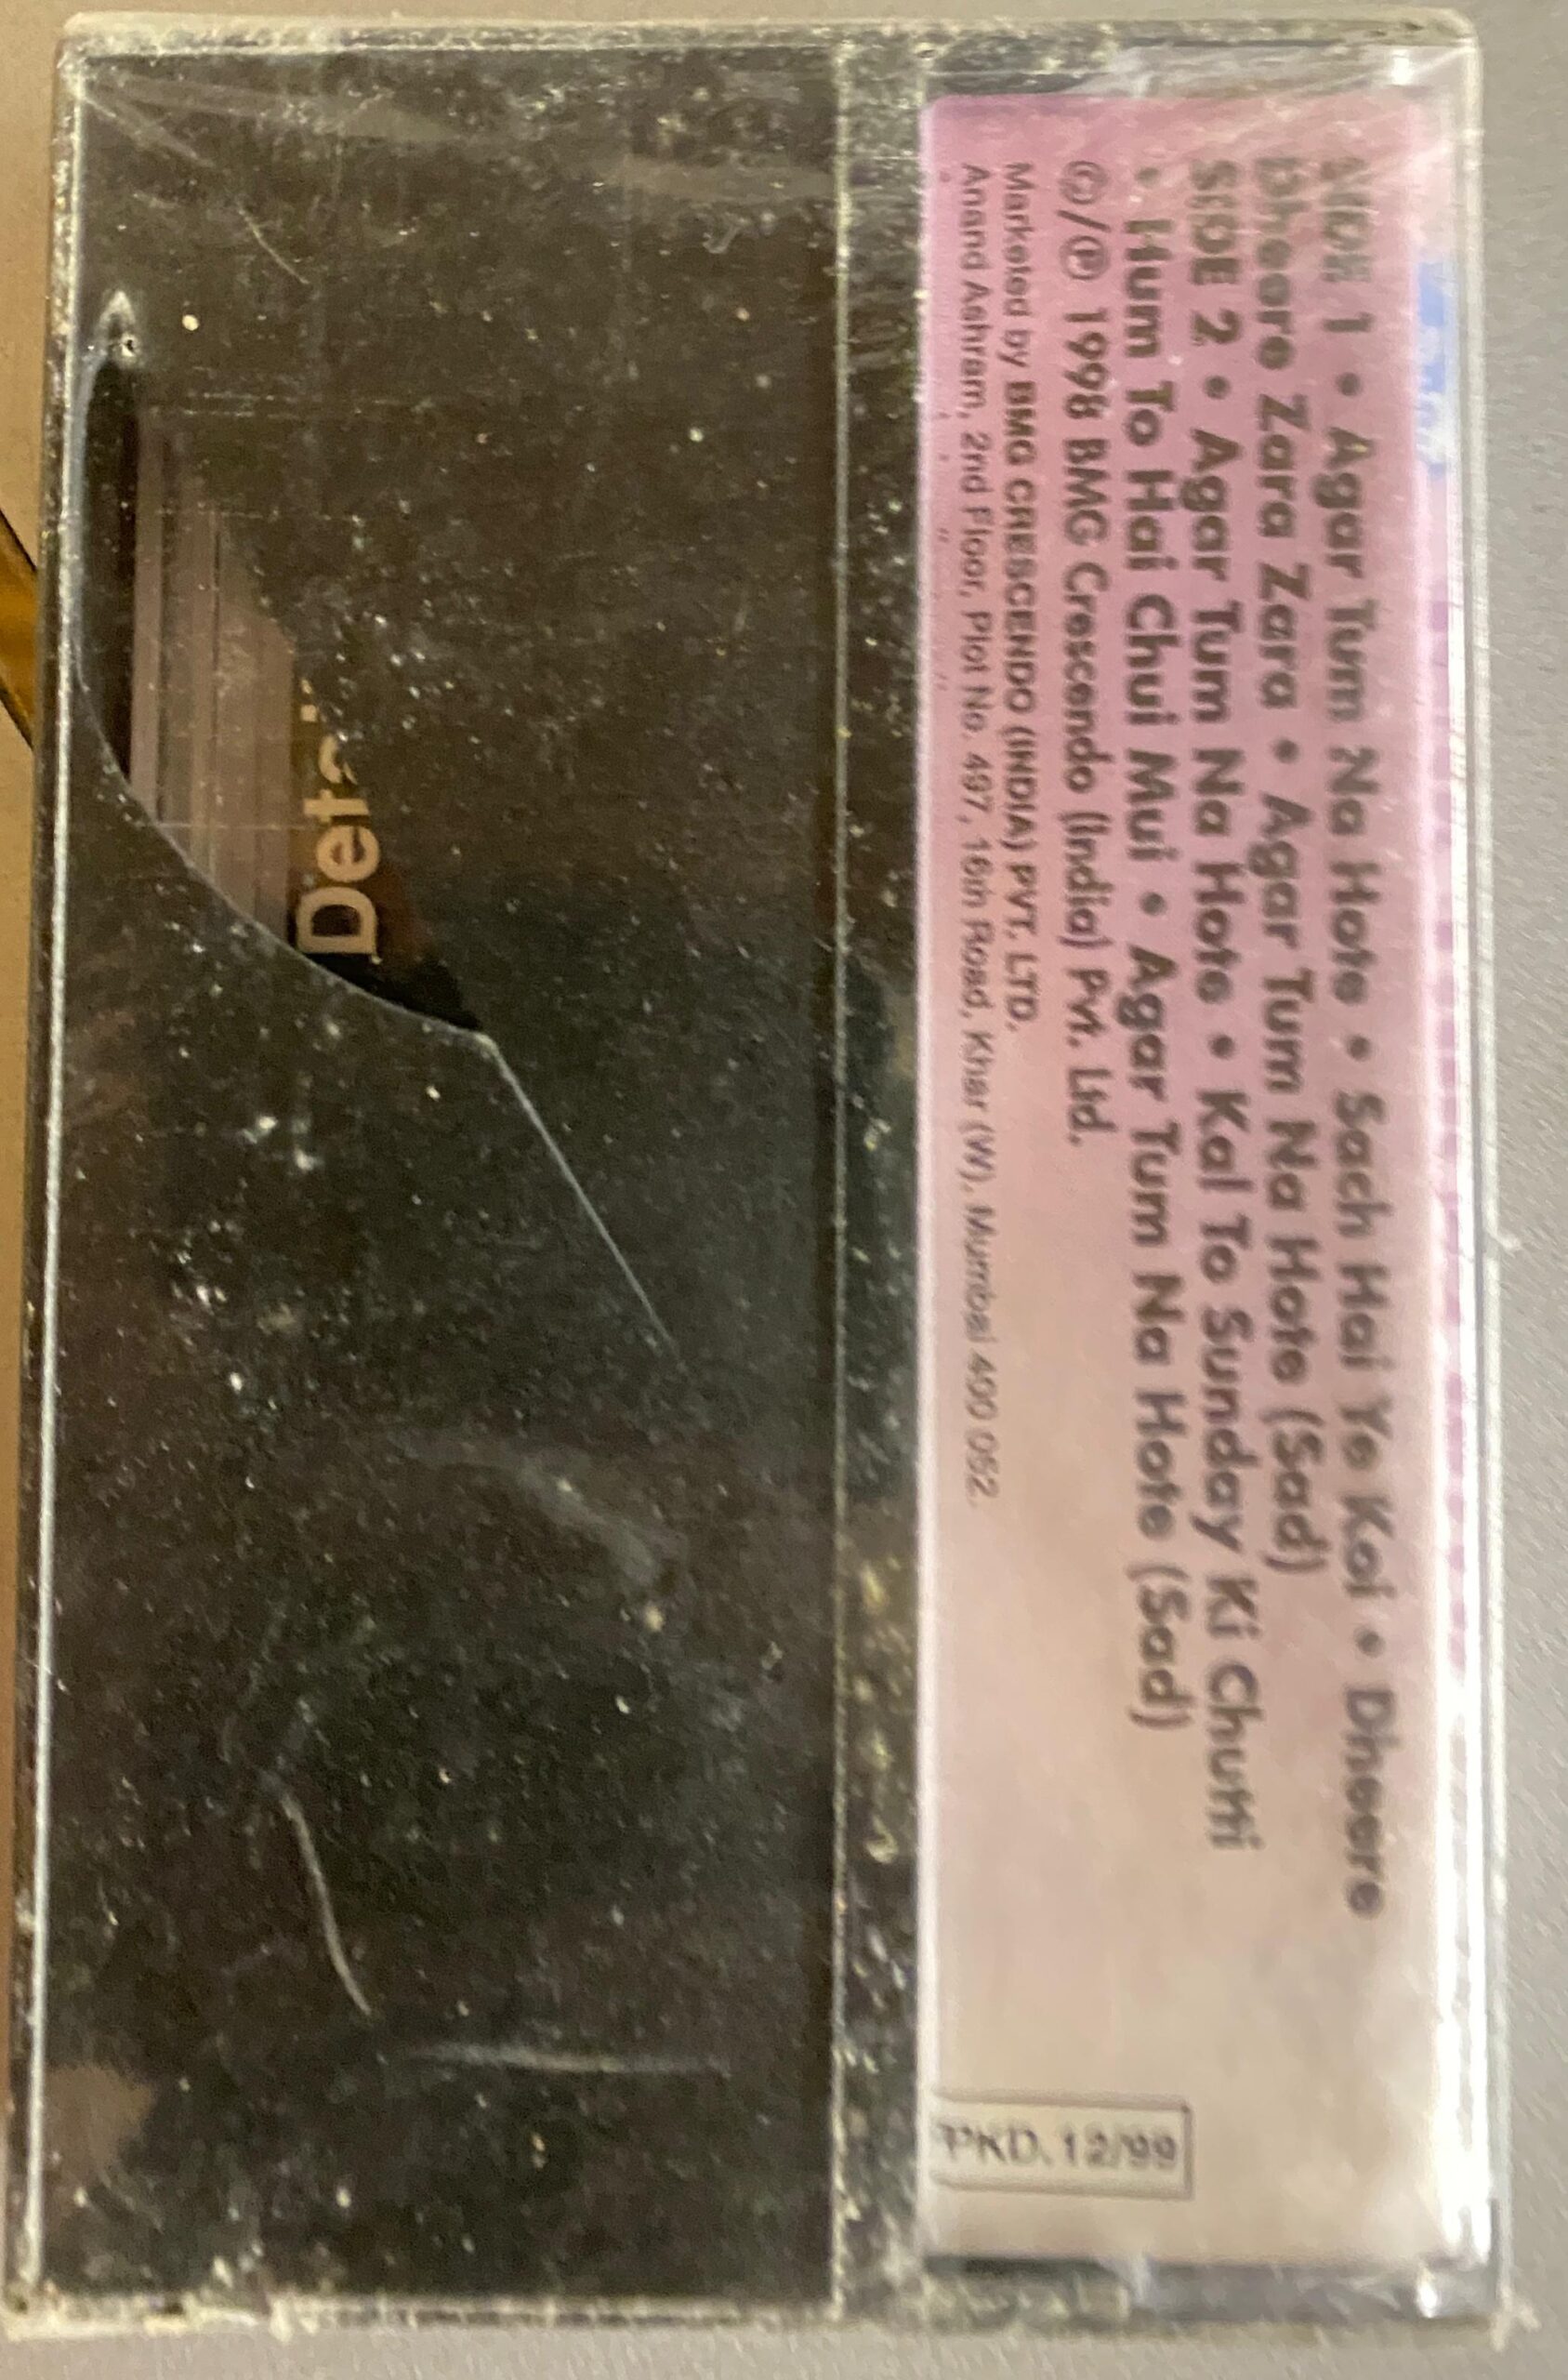 SIDE 1 • Agar Tum Na Hote • Sach Hai Ye Koi • Dheere
Dheere Zara Zara • Agar Tum Na Hote (Sad)
SIDE 2 • Agar Tum Na Hote • Kal To Sunday Ki Chutti
• Hum To Hai Chui Mui • Agar Tum Na Hote (Sad)
©/℗ 1998 BMG Crescendo (India) Pvt. Ltd.
Marketed by BMG CRESCENDO (INDIA) PVT. LTD.
Anand Ashram, 2nd Floor, Plot No. 497, 16th Road, Khar (W), Mumbai 400 052.
PKD. 12/99
Deta